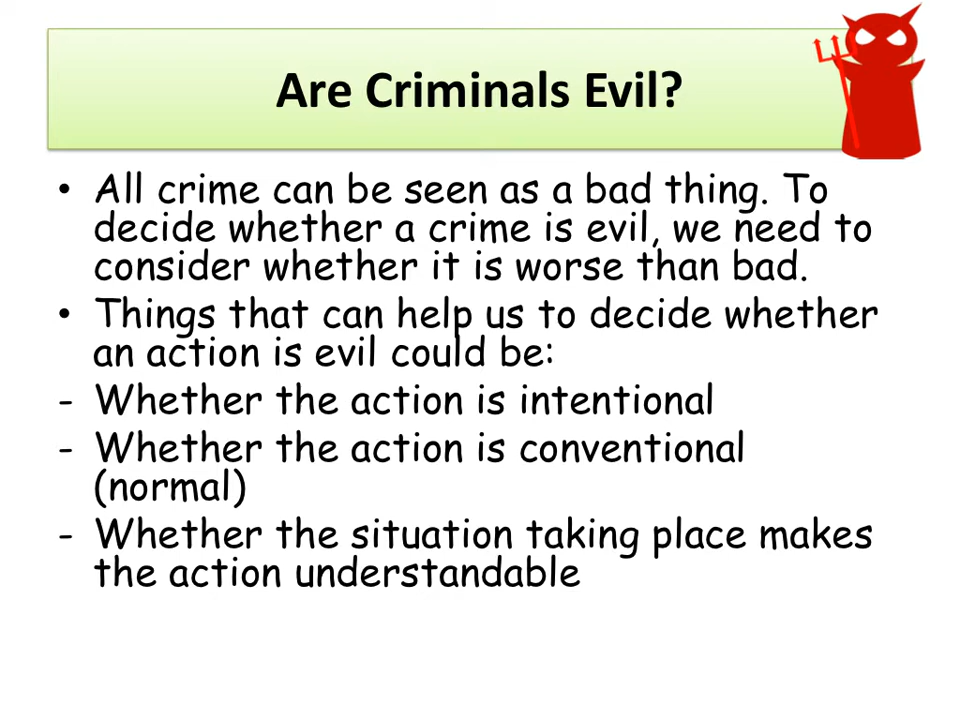 Are Criminals Evil?
• All crime can be seen as a bad thing. To
decide whether a crime is evil, we need to
consider whether it is worse than bad.
• Things that can help us to decide whether
an action is evil could be:
- Whether the action is intentional
- Whether the action is conventional
(normal)
- Whether the situation taking place makes
the action understandable